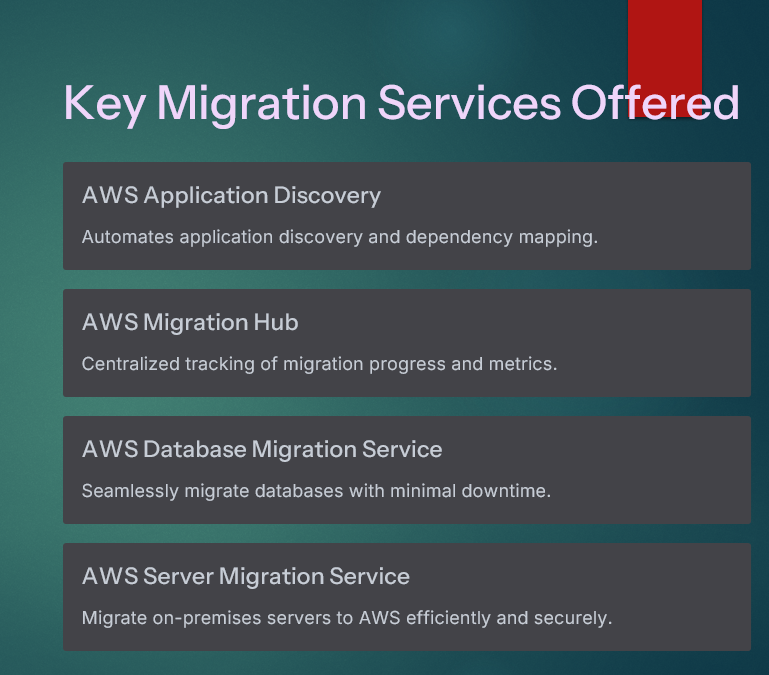 Key Migration Services Offered
AWS Application Discovery
Automates application discovery and dependency mapping.
AWS Migration Hub
Centralized tracking of migration progress and metrics.
AWS Database Migration Service
Seamlessly migrate databases with minimal downtime.
AWS Server Migration Service
Migrate on-premises servers to AWS efficiently and securely.